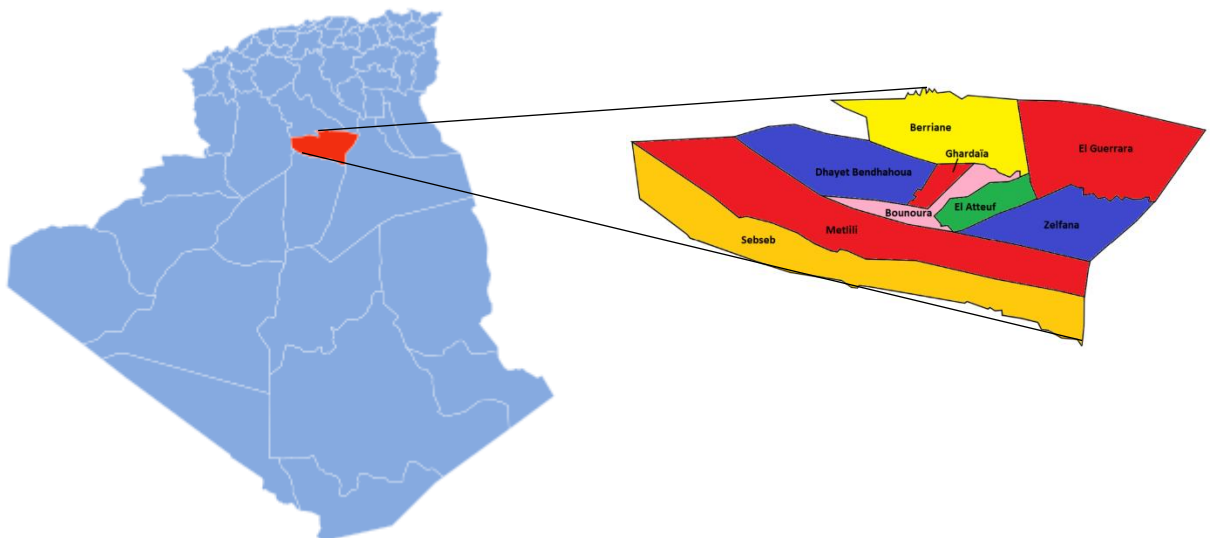 Berriane
El Guerrara
Ghardaïa
Dhayet Bendhahoua
El Atteuf
Bounoura
Zelfana
Metlili
Sebseb